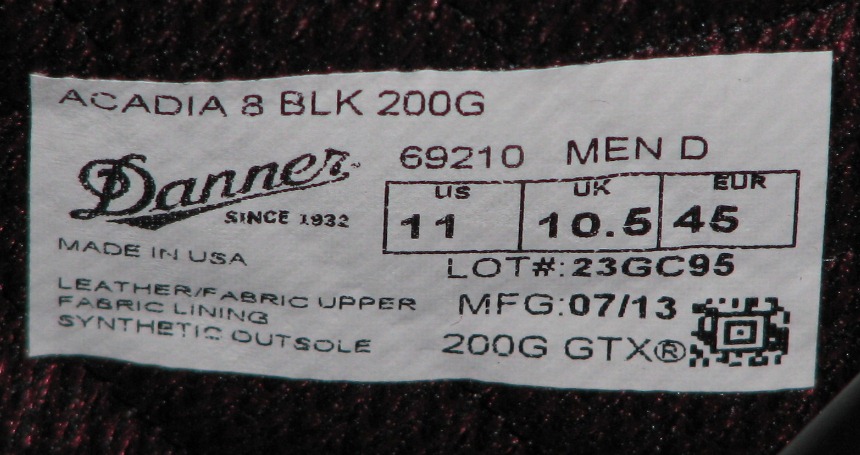 ACADIA 8 BLK 200G
Danner™
SINCE 1932
69210 MEN D
US UK EUR
11 10.5 45
MADE IN USA
LOT#:23GC95
LEATHER/FABRIC UPPER
FABRIC LINING
SYNTHETIC OUTSOLE
MFG:07/13
200G GTX®